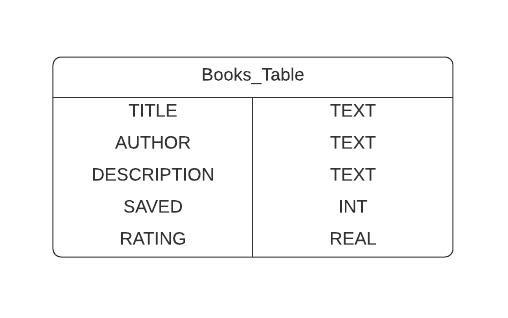 Books_Table
TITLE TEXT
AUTHOR TEXT
DESCRIPTION TEXT
SAVED INT
RATING REAL